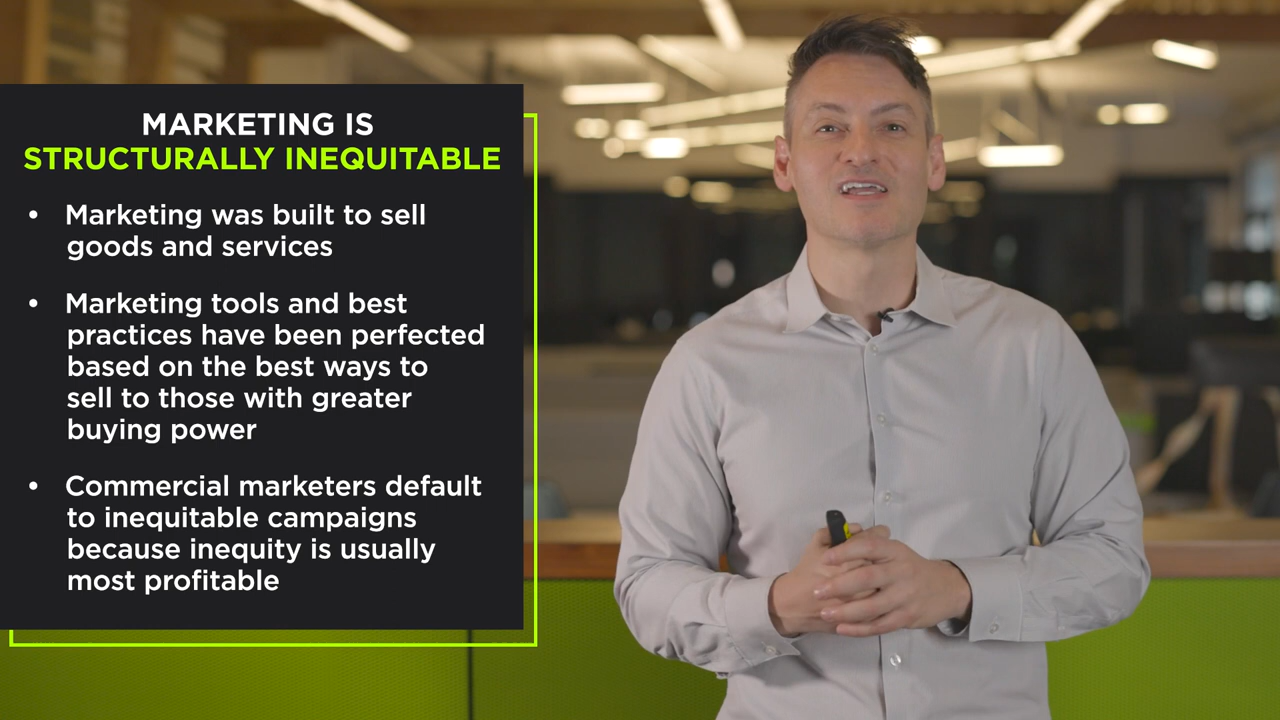 MARKETING IS
STRUCTURALLY INEQUITABLE
• Marketing was built to sell
goods and services
• Marketing tools and best
practices have been perfected
based on the best ways to
sell to those with greater
buying power
• Commercial marketers default
to inequitable campaigns
because inequity is usually
most profitable